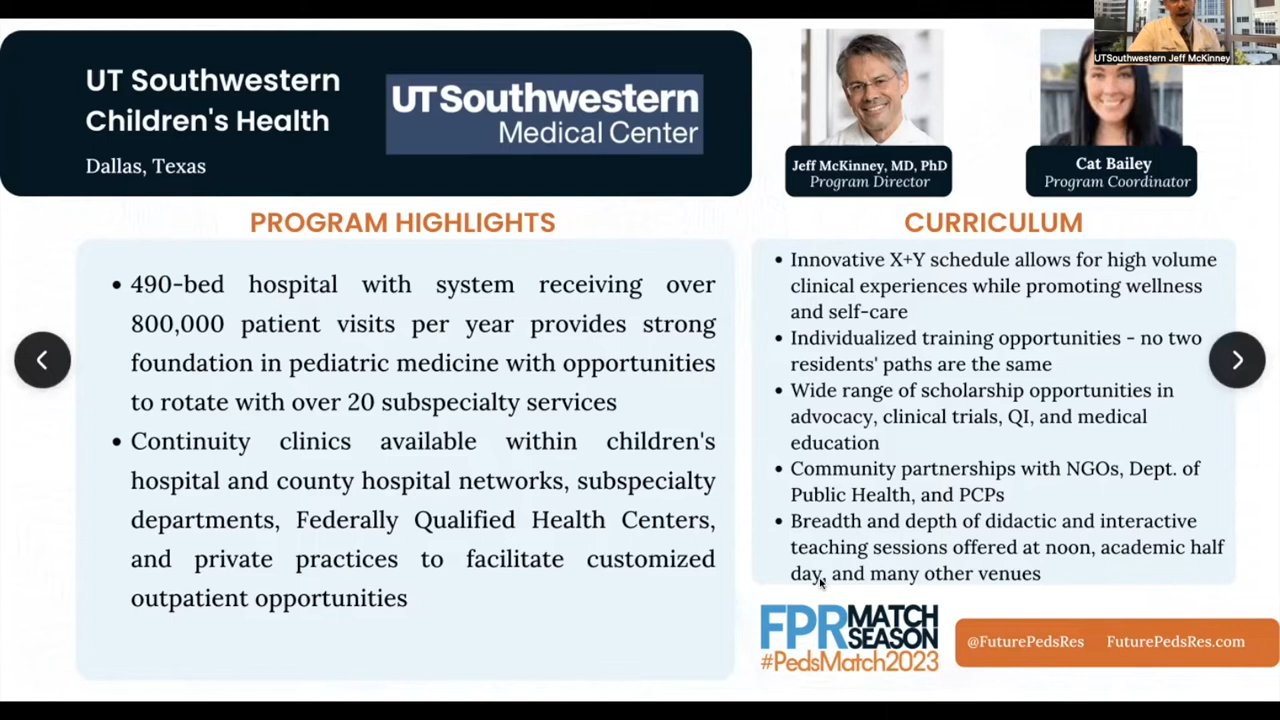 UTSouthwestern Jeff McKinney
UT Southwestern
Children's Health
Dallas, Texas
UTSouthwestern
Medical Center
Jeff McKinney, MD, PhD
Program Director
Cat Bailey
Program Coordinator
PROGRAM HIGHLIGHTS
• 490-bed hospital with system receiving over
800,000 patient visits per year provides strong
foundation in pediatric medicine with opportunities
to rotate with over 20 subspecialty services
• Continuity clinics available within children's
hospital and county hospital networks, subspecialty
departments, Federally Qualified Health Centers,
and private practices to facilitate customized
outpatient opportunities
CURRICULUM
• Innovative X+Y schedule allows for high volume
clinical experiences while promoting wellness
and self-care
• Individualized training opportunities - no two
residents' paths are the same
• Wide range of scholarship opportunities in
advocacy, clinical trials, QI, and medical
education
• Community partnerships with NGOs, Dept. of
Public Health, and PCPs
• Breadth and depth of didactic and interactive
teaching sessions offered at noon, academic half
day, and many other venues
FPR MATCH
SEASON
#PedsMatch2023
@FuturePedsRes FuturePedsRes.com